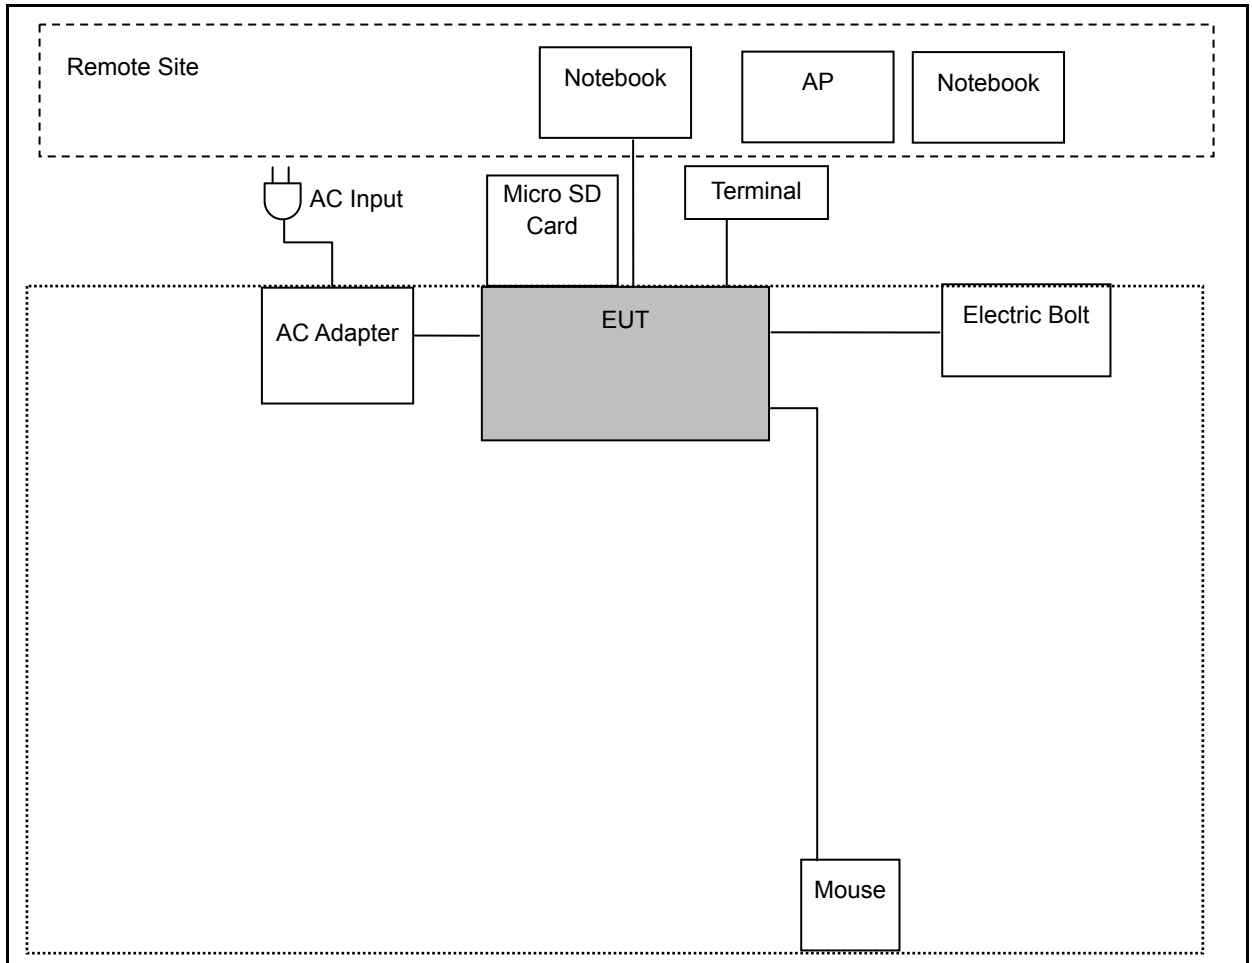 Remote Site
Notebook
AP
Notebook
AC Input
Micro SD
Card
Terminal
AC Adapter
EUT
Electric Bolt
Mouse